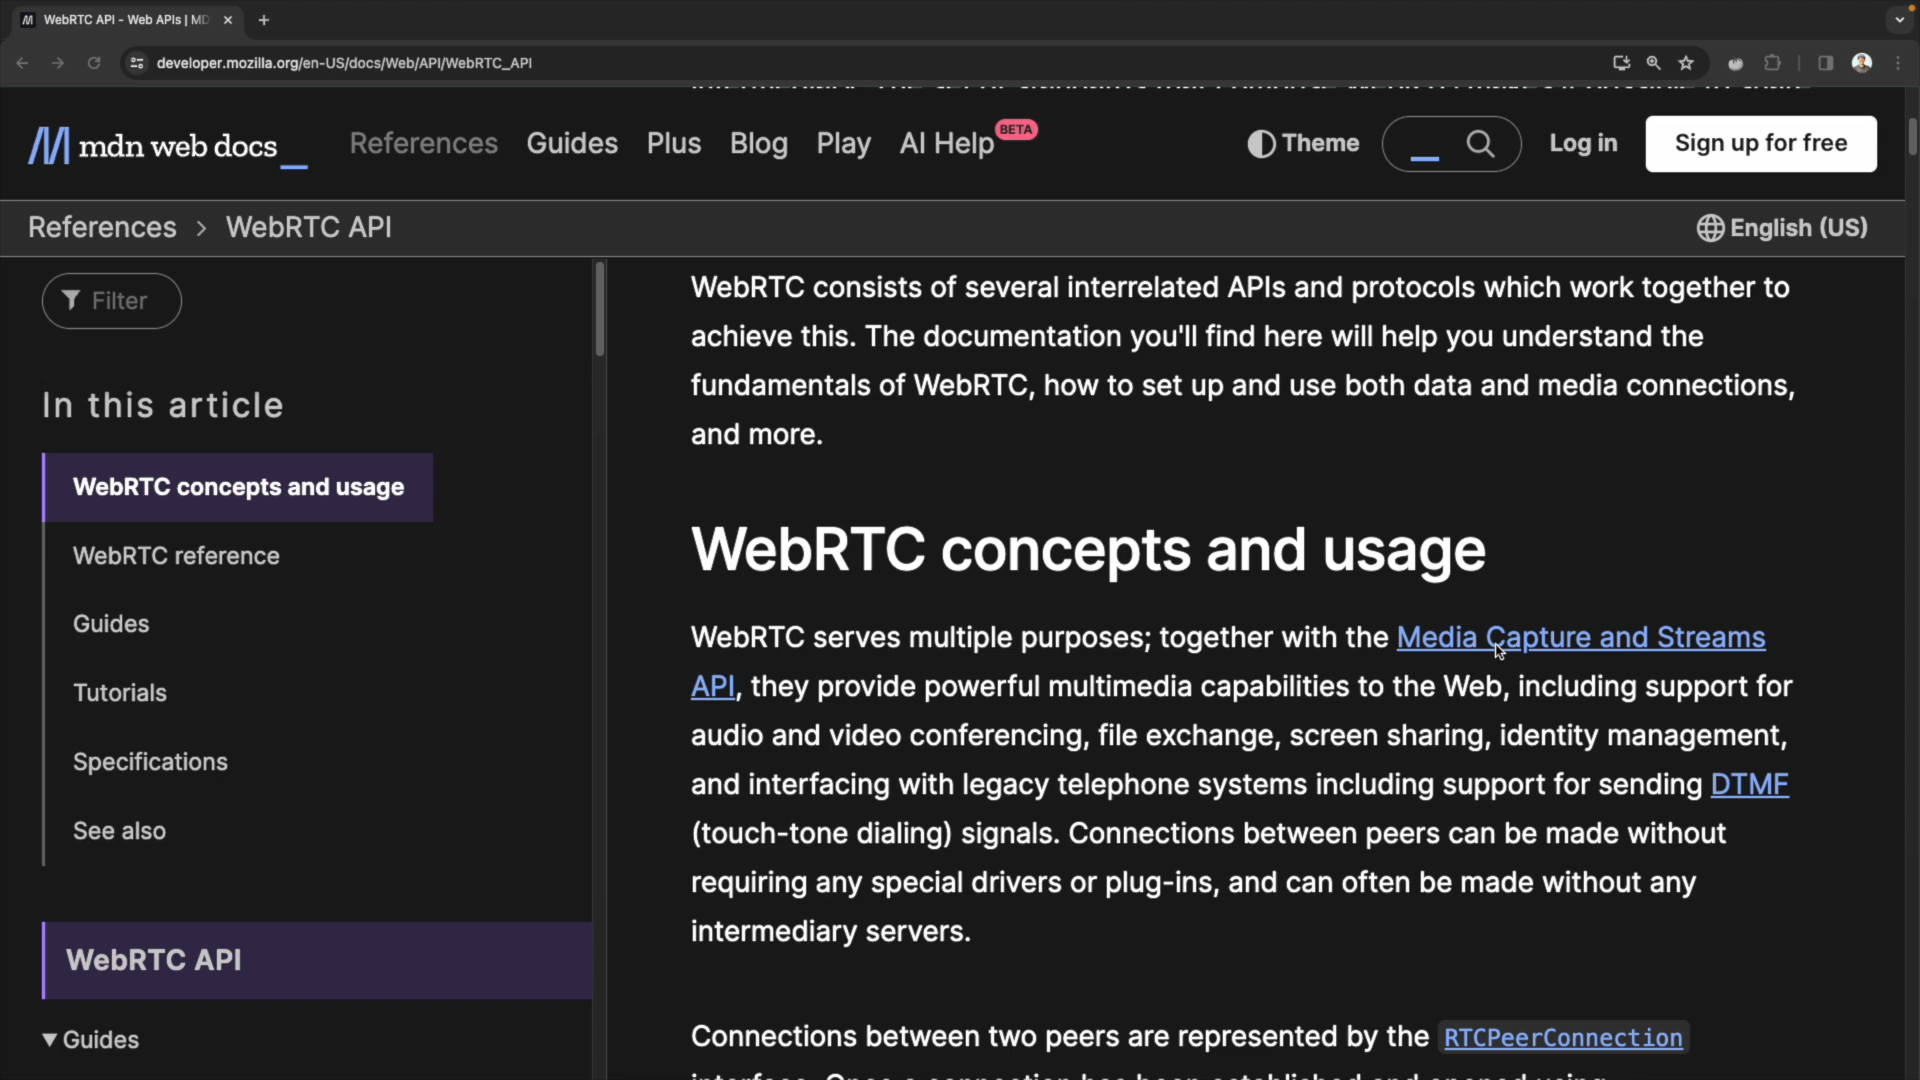 WebRTC API - Web APIs | MD
developer.mozilla.org/en-US/docs/Web/API/WebRTC_API
mdn web docs
References
Guides
Plus
Blog
Play
AI Help
BETA
Theme
Log in
Sign up for free
References > WebRTC API
English (US)
Filter
In this article
WebRTC concepts and usage
WebRTC reference
Guides
Tutorials
Specifications
See also
WebRTC API
Guides
WebRTC consists of several interrelated APIs and protocols which work together to
achieve this. The documentation you'll find here will help you understand the
fundamentals of WebRTC, how to set up and use both data and media connections,
and more.
WebRTC concepts and usage
WebRTC serves multiple purposes; together with the Media Capture and Streams
API, they provide powerful multimedia capabilities to the Web, including support for
audio and video conferencing, file exchange, screen sharing, identity management,
and interfacing with legacy telephone systems including support for sending DTMF
(touch-tone dialing) signals. Connections between peers can be made without
requiring any special drivers or plug-ins, and can often be made without any
intermediary servers.
Connections between two peers are represented by the RTCPeerConnection